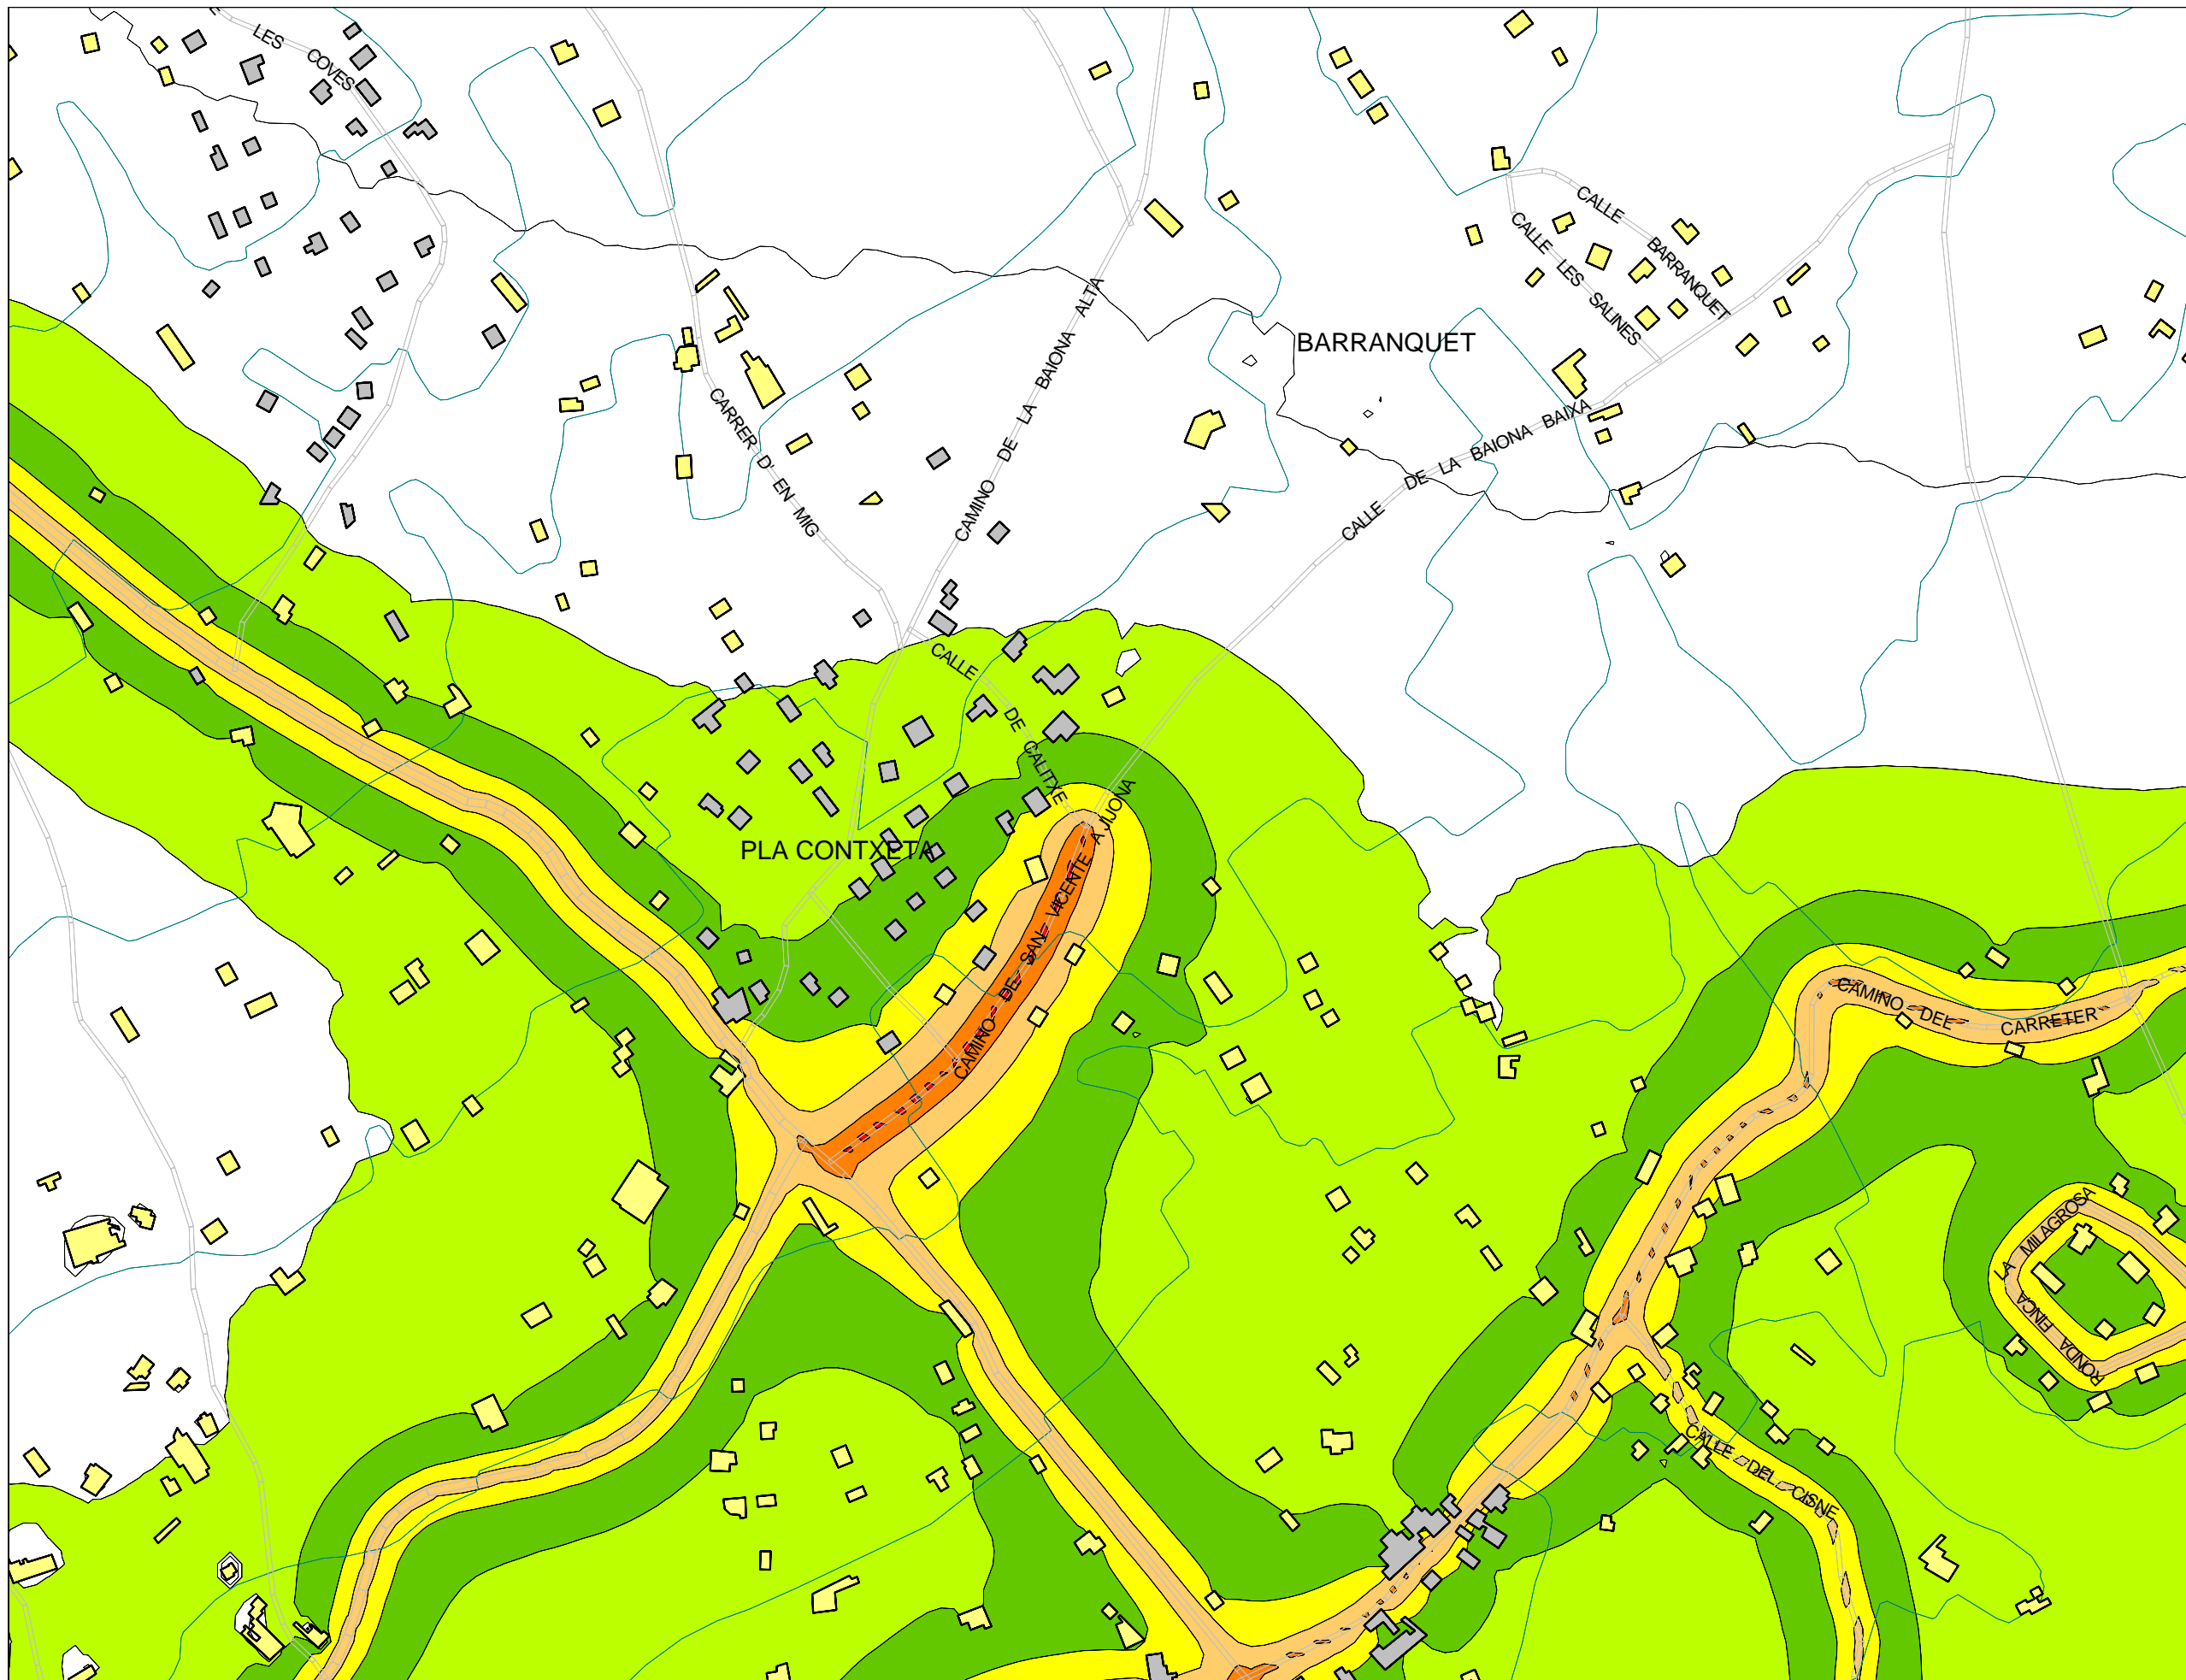 LES COVES
CALLE BARRANQUET
CALLE LES SALINES
BARRANQUET
CARRER D' EN MIG
CAMINO DE LA BAIONA ALTA
CALLE DE LA BAIONA BAIXA
CALLE DE CALITXE
PLA CONTXETA
CAMINO DE SAN VICENTE A JIJONA
CAMINO DEL CARRETER
RONDA FINCA LA MILAGROSA
CALLE DEL CISNE